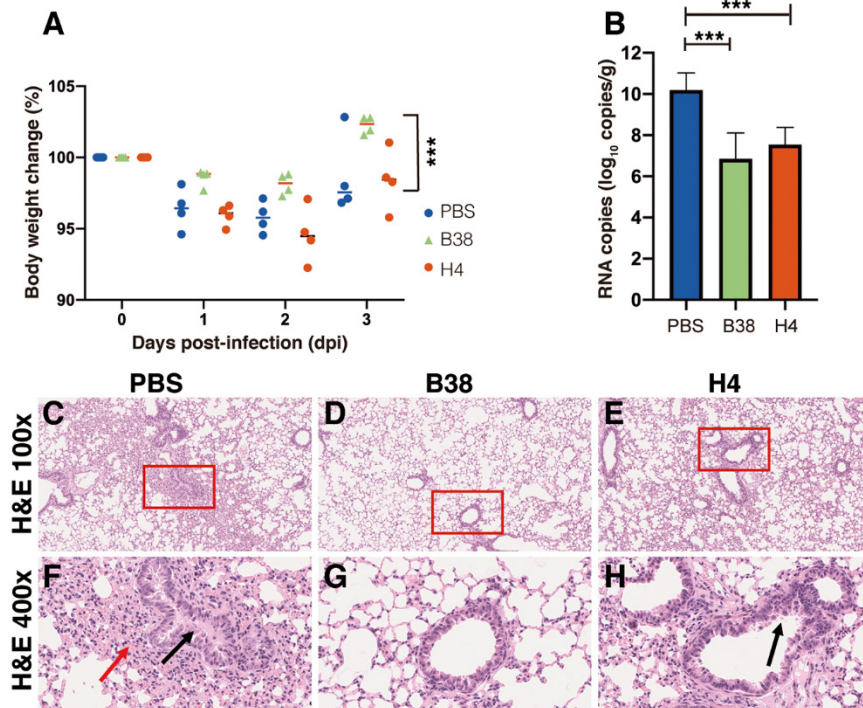 A
Body weight change (%)
105
100
95
90
0
1
2
3
Days post-infection (dpi)
***
PBS
B38
H4
B
***
***
RNA copies (log10 copies/g)
12
10
8
6
4
2
0
PBS
B38
H4
PBS
B38
H4
H&E 100x
C
D
E
H&E 400x
F
G
H